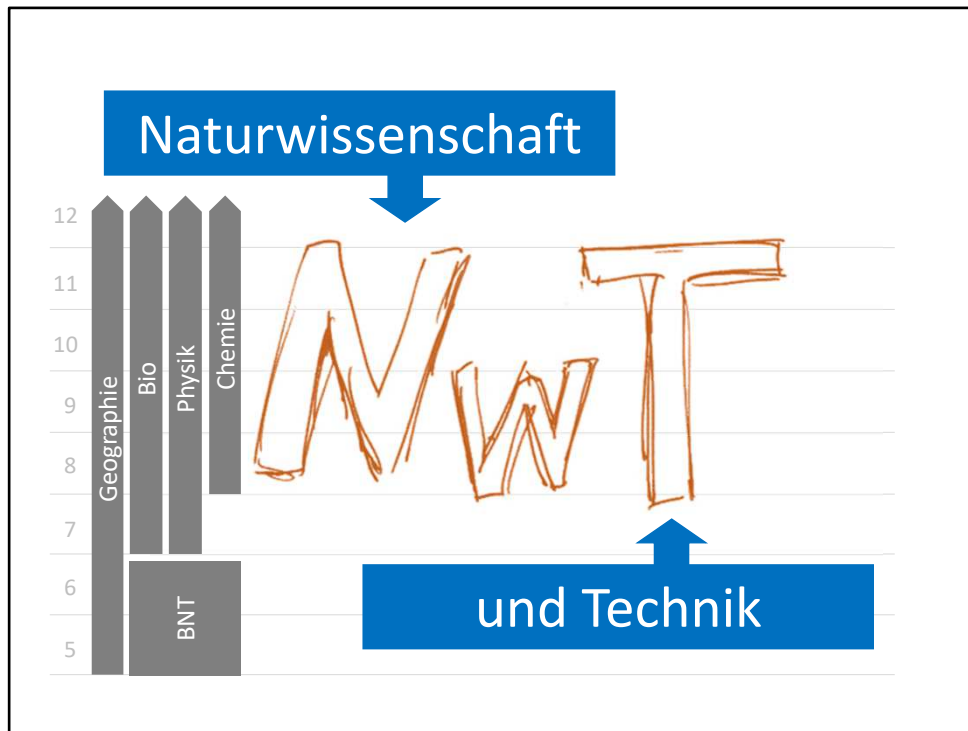 Naturwissenschaft
12
11
10
9
8
7
6
5
Geographie
Bio
Physik
Chemie
BNT
NwT
und Technik